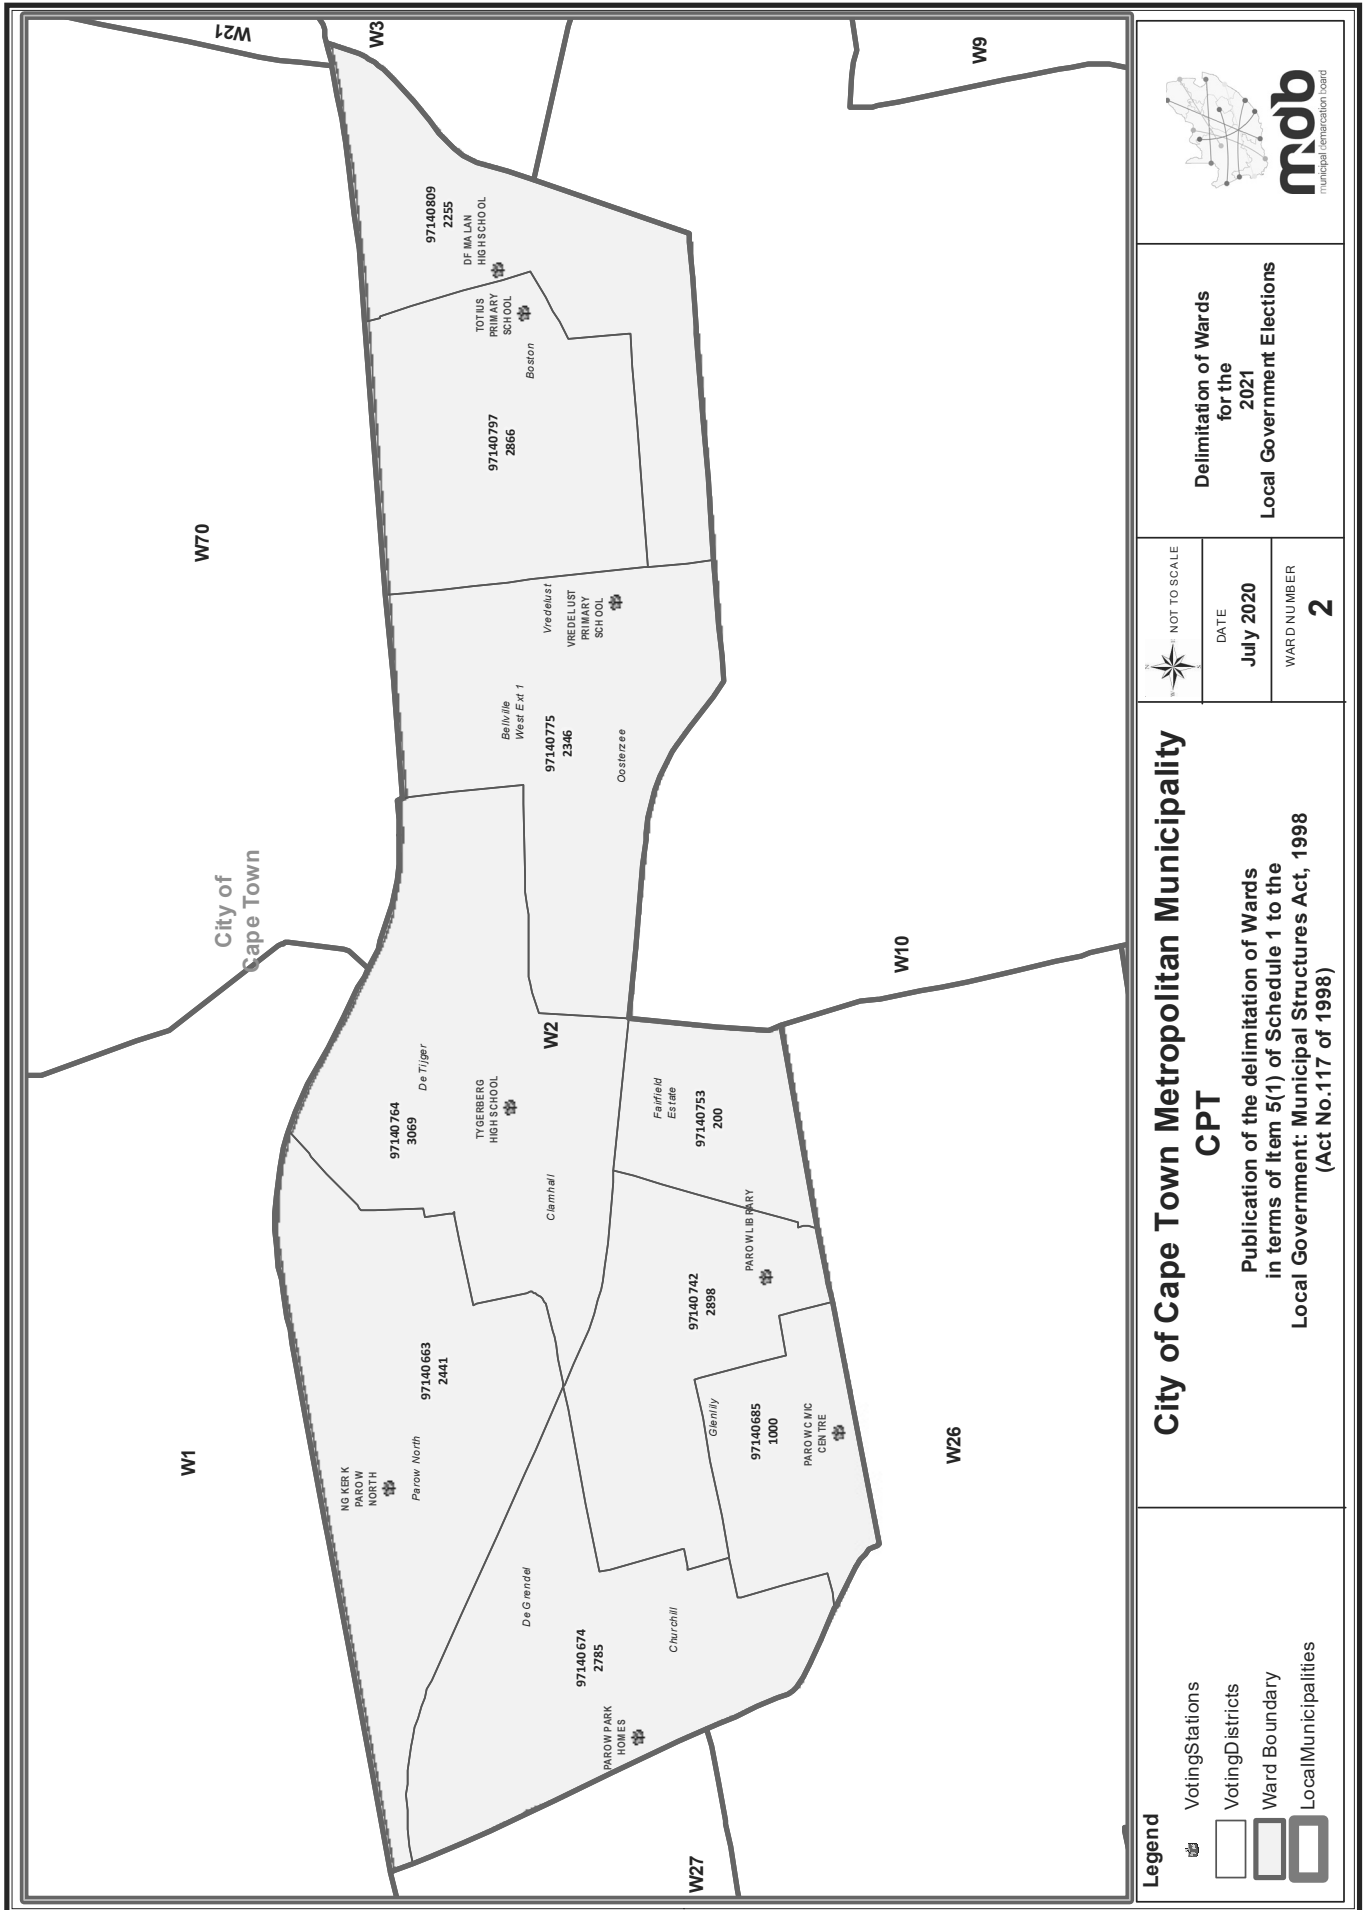 W21
W3
W9
W70
W1
W10
W26
W27
W2
City of
Cape Town
97140809
2255
DF MALAN
HIGH SCHOOL
TOTIUS
PRIMARY
SCHOOL
Boston
97140797
2866
Vredelust
VREDELUST
PRIMARY
SCHOOL
Bellville
West Ext 1
97140775
2346
Oosterzee
De Tijger
97140764
3069
TYGERBERG
HIGH SCHOOL
Clamhall
Fairfield
Estate
97140753
200
PAROW LIBRARY
97140742
2898
97140663
2441
NG KERK
PAROW
NORTH
Parow North
Glenlily
97140685
1000
PAROW CIVIC
CENTRE
De Grendel
97140674
2785
Churchill
PAROW PARK
HOMES
Legend
VotingStations
VotingDistricts
Ward Boundary
LocalMunicipalities
City of Cape Town Metropolitan Municipality
CPT
Publication of the delimitation of Wards
in terms of Item 5(1) of Schedule 1 to the
Local Government: Municipal Structures Act, 1998
(Act No.117 of 1998)
N
W E
S
NOT TO SCALE
DATE
July 2020
WARD NUMBER
2
Delimitation of Wards
for the
2021
Local Government Elections
mdb
municipal demarcation board